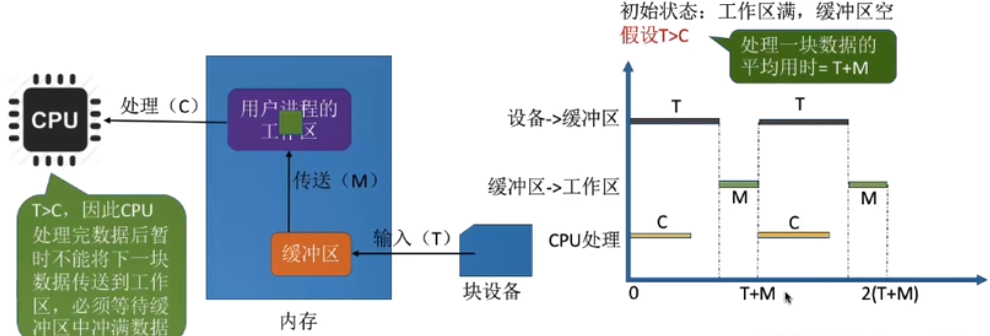 初始状态：工作区满，缓冲区空
假设T>C
处理一块数据的
平均用时= T+M
CPU
处理（C）
用户进程的
工作区
传送（M）
缓冲区
输入（T）
块设备
内存
T>C，因此CPU
处理完数据后暂
时不能将下一块
数据传送到工作
区，必须等待缓
冲区中冲满数据
设备->缓冲区
T
T
缓冲区->工作区
M
M
CPU处理
C
C
0
T+M
2(T+M)